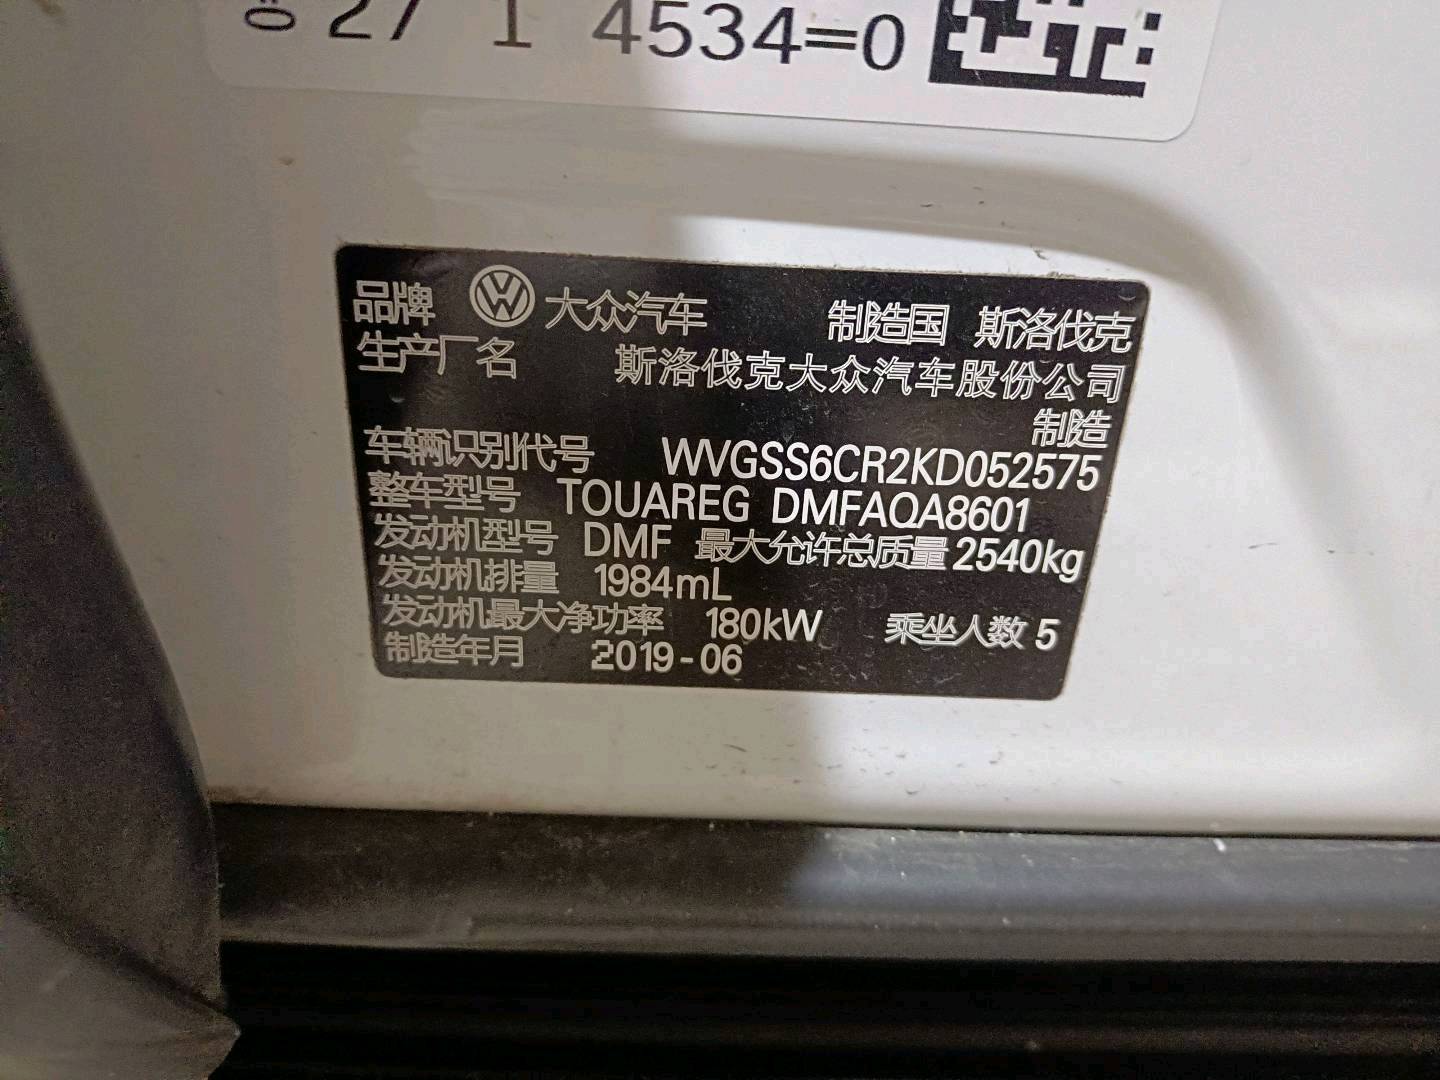 27 1 4534=0
品牌 大众汽车 制造国 斯洛伐克
生产厂名 斯洛伐克大众汽车股份公司
制造
车辆识别代号 WVGSS6CR2KD052575
整车型号 TOUAREG DMFAQA8601
发动机型号 DMF 最大允许总质量 2540kg
发动机排量 1984mL
发动机最大净功率 180kW 乘坐人数 5
制造年月 2019-06